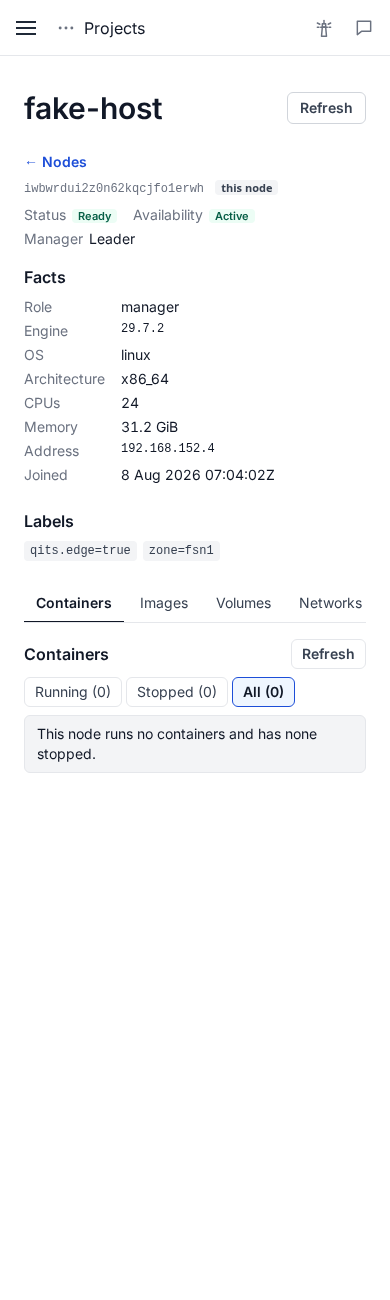 Projects
fake-host
Refresh
← Nodes
iwbwrdui2z0n62kqcjfo1erwh this node
Status Ready Availability Active
Manager Leader
Facts
Role manager
Engine 29.7.2
OS linux
Architecture x86_64
CPUs 24
Memory 31.2 GiB
Address 192.168.152.4
Joined 8 Aug 2026 07:04:02Z
Labels
qits.edge=true zone=fsn1
Containers Images Volumes Networks
Containers Refresh
Running (0) Stopped (0) All (0)
This node runs no containers and has none
stopped.